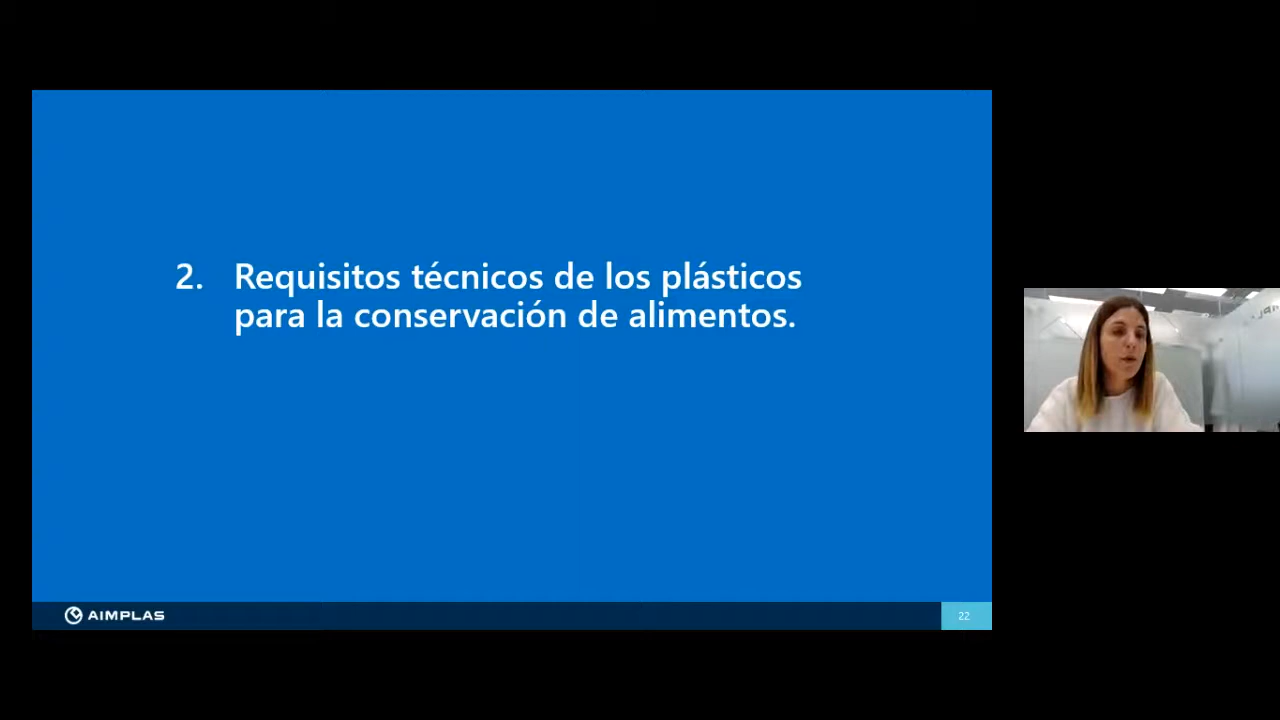 2. Requisitos técnicos de los plásticos
para la conservación de alimentos.
AIMPLAS
22